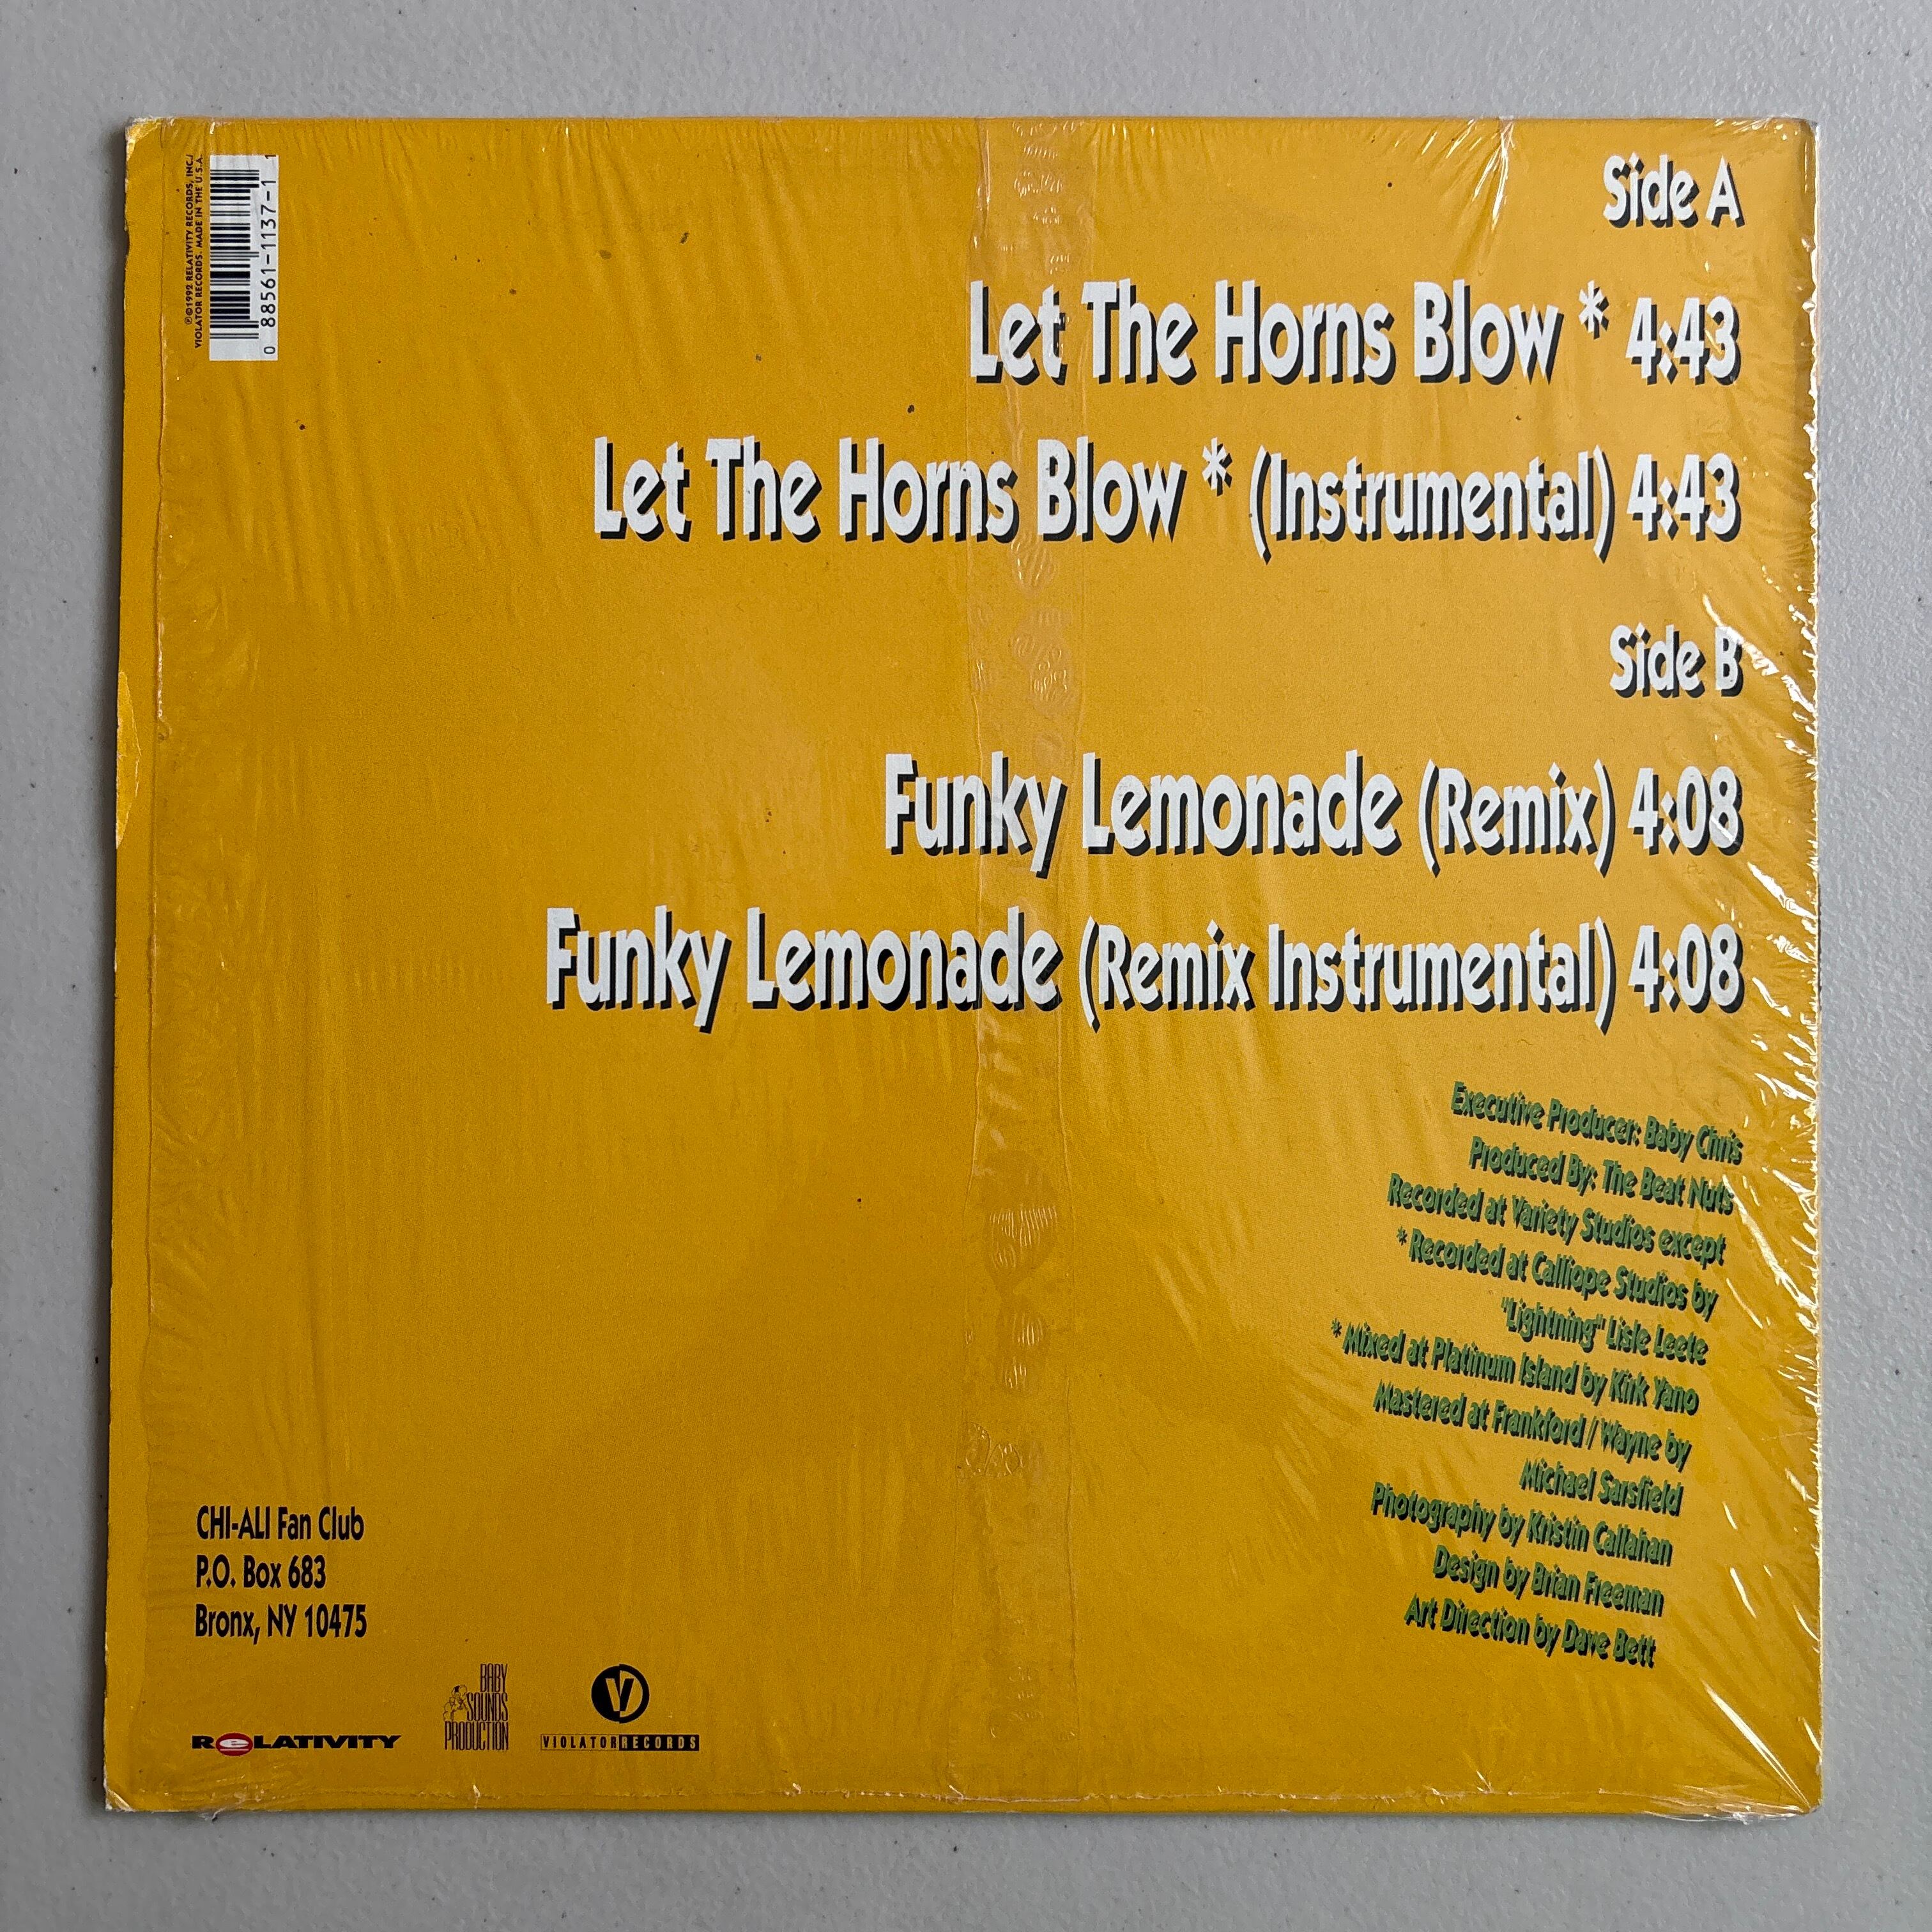 ℗©1992 RELATIVITY RECORDS, INC./
VIOLATOR RECORDS. MADE IN THE U.S.A.
0 88561-1137-1 1
Side A
Let The Horns Blow * 4:43
Let The Horns Blow * (Instrumental) 4:43
Side B
Funky Lemonade (Remix) 4:08
Funky Lemonade (Remix Instrumental) 4:08
Executive Producer: Baby Chris
Produced By: The Beat Nuts
Recorded at Variety Studios except
* Recorded at Calliope Studios by
"Lightning" Lisle Leete
* Mixed at Platinum Island by Kirk Yano
Mastered at Frankford / Wayne by
Michael Sarsfield
Photography by Kristin Callahan
Design by Brian Freeman
Art Direction by Dave Bett
CHI-ALI Fan Club
P.O. Box 683
Bronx, NY 10475
RELATIVITY
BABY
SOUNDS
PRODUCTION
V
VIOLATOR RECORDS